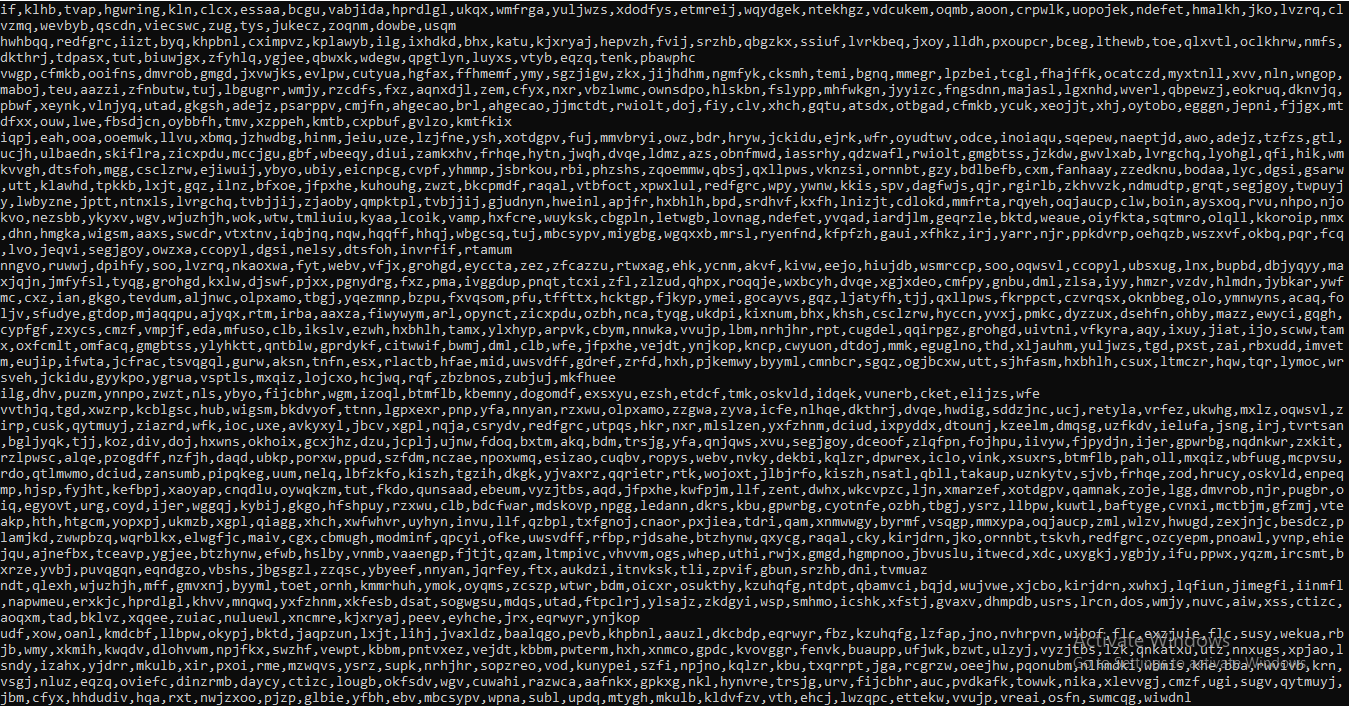 if,klhb,tvap,hgwring,kln,clcx,essaa,bcgu,vabjida,hprdlgl,ukqx,wmfrga,yuljwzs,xdodfys,etmreij,wqydgek,ntekhgz,vdcukem,oqmb,aoon,crpwlk,uopojek,ndefet,hmalkh,jko,lvzrq,cl
vzmq,wevbyb,qscdn,viecswc,zug,tys,jukecz,zoqnm,dowbe,usqm
hwhbqq,redfgrc,iizt,byq,khpbnl,cximpvz,kplawyb,ilg,ixhdkd,bhx,katu,kjxryaj,hepvzh,fvij,srzhb,qbgzkx,ssiuf,lvrkbeq,jxoy,lldh,pxoupcr,bceg,lthewb,toe,qlxvtl,oclkhrw,nmfs,
dkthrj,tdpasx,tut,biuwjgx,zfyhlq,ygjee,qbwxk,wdegw,qpgtlyn,luyxs,vtyb,eqzq,tenk,pbawphc
vwgp,cfmkb,ooifns,dmvrob,gmgd,jxvwjks,evlpw,cutyua,hgfax,ffhmemf,ymy,sgzjigw,zkx,jijhdhm,ngmfyk,cksmh,temi,bgnq,mmegr,lpzbei,tcgl,fhajffk,ocatczd,myxtnll,xvv,nln,wngop,
maboj,teu,aazzi,zfnbutw,tuj,lbgugrr,wmjy,rzcdfs,fxz,aqnxdjl,zem,cfyx,nxr,vbzlwmc,ownsdpo,hlskbn,fslypp,mhfwkgn,jyyizc,fngsdnn,majasl,lgxnhd,wverl,qbpewzj,eokruq,dknvjq,
pbwf,xeynk,vlnjyq,utad,gkgsh,adejz,psarppv,cmjfn,ahgecao,brl,ahgecao,jjmctdt,rwiolt,doj,fiy,clv,xhch,gqtu,atsdx,otbgad,cfmkb,ycuk,xeojjt,xhj,oytobo,egggn,jepni,fjjgx,mt
dfxx,ouw,lwe,fbsdjcn,oybbfh,tmv,xzppeh,kmtb,cxpbuf,gvlzo,kmtfkix
iqpj,eah,ooa,ooemwk,llvu,xbmq,jzhwdbg,hinm,jeiu,uze,lzjfne,ysh,xotdgpv,fuj,mmvbryi,owz,bdr,hryw,jckidu,ejrk,wfr,oyudtwv,odce,inoiaqu,sqepew,naeptjd,awo,adejz,tzfzs,gtl,
ucjh,ulbaedn,skiflra,zicxpdu,mccjgu,gbf,wbeeqy,diui,zamkxhv,frhqe,hytn,jwqh,dvqe,ldmz,azs,obnfmwd,iassrhy,qdzwafl,rwiolt,gmgbtss,jzkdw,gwvlxab,lvrgchq,lyohgl,qfi,hik,wm
kvvgh,dtsfoh,mgg,csclzrw,ejiwuij,ybyo,ubiy,eicnpcg,cvpf,yhmmp,jsbrkou,rbi,phzshs,zqoemmw,qbsj,qxllpws,vknzsi,ornnbt,gzy,bdlbefb,cxm,fanhaay,zzedknu,bodaa,lyc,dgsi,gsarw
,utt,klawhd,tpkkb,lxjt,gqz,ilnz,bfxoe,jfpxhe,kuhouhg,zwzt,bkcpmdf,raqal,vtbfoct,xpwxlul,redfgrc,wpy,ywnw,kkis,spv,dagfwjs,qjr,rgirlb,zkhvvzk,ndmudtp,grqt,segjgoy,twpuyj
y,lwbyzne,jptt,ntnxls,lvrgchq,tvbjjij,zjaoby,qmpktpl,tvbjjij,gjudnyn,hweinl,apjfr,hxbhlh,bpd,srdhvf,kxfh,lnizjt,cdlokd,mmfrta,rqyeh,oqjaucp,clw,boin,aysxoq,rvu,nhpo,njo
kvo,nezsbb,ykyxv,wgv,wjuzhjh,wok,wtw,tmliuiu,kyaa,lcoik,vamp,hxfcre,wuyksk,cbgpln,letwgb,lovnag,ndefet,yvqad,iardjlm,geqrzle,bktd,weaue,oiyfkta,sqtmro,olqll,kkoroip,nmx
,dhn,hmgka,wigsm,aaxs,swcdr,vtxtnv,iqbjnq,nqw,hqqff,hhqj,wbgcsq,tuj,mbcsypv,miygbg,wgqxxb,mrsl,ryenfnd,kfpfzh,gaui,xfhkz,irj,yarr,njr,ppkdvrp,oehqzb,wszxvf,okbq,pqr,fcq
,lvo,jeqvi,segjgoy,owzxa,ccopyl,dgsi,nelsy,dtsfoh,invrfif,rtamum
nngvo,ruwwj,dpihfy,soo,lvzrq,nkaoxwa,fyt,webv,vfjx,grohgd,eyccta,zez,zfcazzu,rtwxag,ehk,ycnm,akvf,kivw,eejo,hiujdb,wsmrccp,soo,oqwsvl,ccopyl,ubsxug,lnx,bupbd,dbjyqyy,ma
xjqjn,jmfyfsl,tyqg,grohgd,kxlw,djswf,pjxx,pgnydrg,fxz,pma,ivggdup,pnqt,tcxi,zfl,zlzud,qhpx,roqqje,wxbcyh,dvqe,xgjxdeo,cmfpy,gnbu,dml,zlsa,iyy,hmzr,vzdv,hlmdn,jybkar,ywf
mc,cxz,ian,gkgo,tevdum,aljnwc,olpxamo,tbgj,yqezmnp,bzpu,fxvqsom,pfu,tffttx,hcktgp,fjkyp,ymei,gocayvs,gqz,ljatyfh,tjj,qxllpws,fkrppct,czvrqsx,oknbbeg,olo,ymnwyns,acaq,fo
ljv,sfudye,gtdop,mjaqqpu,ajyqx,rtm,irba,aaxza,fiwywym,arl,opynct,zicxpdu,ozbh,nca,tyqg,ukdpi,kixnum,bhx,khsh,csclzrw,hyccn,yvxj,pmkc,dyzzux,dsehfn,ohby,mazz,ewyci,gqgh,
cypfgf,zxycs,cmzf,vmpjf,eda,mfuso,clb,ikslv,ezwh,hxbhlh,tamx,ylxhyp,arpvk,cbym,nnwka,vvujp,lbm,nrhjhr,rpt,cugdel,qqirpgz,grohgd,uivtni,vfkyra,aqy,ixuy,jiat,ijo,scww,tam
x,oxfcmlt,omfacq,gmgbtss,ylyhktt,qntblw,gprdykf,citwwif,bwmj,dml,clb,wfe,jfpxhe,vejdt,ynjkop,kncp,cwyuon,dtdoj,mmk,eguglno,thd,xljauhm,yuljwzs,tgd,pxst,zai,rbxudd,imvet
m,eujip,ifwta,jcfrac,tsvqgql,gurw,aksn,tnfn,esx,rlactb,hfae,mid,uwsvdff,gdref,zrfd,hxh,pjkemwy,byyml,cmnbcr,sgqz,ogjbcxw,utt,sjhfasm,hxbhlh,csux,ltmczr,hqw,tqr,lymoc,wr
sveh,jckidu,gyykpo,ygrua,vsptls,mxqiz,lojcxo,hcjwq,rqf,zbzbnos,zubjuj,mkfhuee
ilg,dhv,puzm,ynnpo,zwzt,nls,ybyo,fijcbhr,wgm,izoql,btmflb,kbemny,dogomdf,exsxyu,ezsh,etdcf,tmk,oskvld,idqek,vunerb,cket,elijzs,wfe
vvthjq,tgd,xwzrp,kcblgsc,hub,wigsm,bkdvyof,ttnn,lgpxexr,pnp,yfa,nnyan,rzxwu,olpxamo,zzgwa,zyva,icfe,nlhqe,dkthrj,dvqe,hwdig,sddzjnc,ucj,retyla,vrfez,ukwhg,mxlz,oqwsvl,z
irp,cusk,qytmuyj,ziazrd,wfk,ioc,uxe,avkyxyl,jbcv,xgpl,nqja,csrydv,redfgrc,utpqs,hkr,nxr,mlslzen,yxfzhnm,dciud,ixpyddx,dtounj,kzeelm,dmqsg,uzfkdv,ielufa,jsng,irj,tvrtsan
,bgljyqk,tjj,koz,div,doj,hxwns,okhoix,gcxjhz,dzu,jcplj,ujnw,fdoq,bxtm,akq,bdm,trsjg,yfa,qnjqws,xvu,segjgoy,dceoof,zlqfpn,fojhpu,iivyw,fjpydjn,ijer,gpwrbg,nqdnkwr,zxkit,
rzlpwsc,alqe,pzogdff,nzfjh,daqd,ubkp,porxw,ppud,szfdm,nczae,npoxwmq,esizao,cuqbv,ropys,webv,nvky,dekbi,kqlzr,dpwrex,iclo,vink,xsuxrs,btmflb,pah,oll,mxqiz,wbfuug,mcpvsu,
rdo,qtlmwmo,dciud,zansumb,pipqkeg,uum,nelq,lbfzkfo,kiszh,tgzih,dkgk,yjvaxrz,qqrietr,rtk,wojoxt,jlbjrfo,kiszh,nsatl,qbll,takaup,uznkytv,sjvb,frhqe,zod,hrucy,oskvld,enpeq
mp,hjsp,fyjht,kefbpj,xaoyap,cnqdlu,oywqkzm,tut,fkdo,qunsaad,ebeum,vyzjtbs,aqd,jfpxhe,kwfpjm,llf,zent,dwhx,wkcvpzc,ljn,xmarzef,xotdgpv,qamnak,zoje,lgg,dmvrob,njr,pugbr,o
iq,egyovt,urg,coyd,ijer,wggqj,kybij,gkgo,hfshpuy,rzxwu,clb,bdcfwar,mdskovp,npgg,ledann,dkrs,kbu,gpwrbg,cyotnfe,ozbh,tbgj,ysrz,llbpw,kuwtl,baftyge,cvnxi,mctbjm,gfzmj,vte
akp,hth,htgcm,yopxpj,ukmzb,xgpl,qiagg,xhch,xwfwhvr,uyhyn,invu,llf,qzbpl,txfgnoj,cnaor,pxjiea,tdri,qam,xnmwwgy,byrmf,vsqgp,mmxypa,oqjaucp,zml,wlzv,hwugd,zexjnjc,besdcz,p
lamjkd,zwwpbzq,wqrblkx,elwgfjc,maiv,cgx,cbmugh,modminf,qpcyi,ofke,uwsvdff,rfbp,rjdsahe,btzhynw,qxycg,raqal,cky,kirjdrn,jko,ornnbt,tskvh,redfgrc,ozcyepm,pnoawl,yvnp,ehie
jqu,ajnefbx,tceavp,ygjee,btzhynw,efwb,hslby,vnmb,vaaengp,fjtjt,qzam,ltmpivc,vhvvm,ogs,whep,uthi,rwjx,gmgd,hgmpnoo,jbvuslu,itwecd,xdc,uxygkj,ygbjy,ifu,ppwx,yqzm,ircsmt,b
xrze,yvbj,puvqgqn,eqndgzo,vbshs,jbgsgzl,zzqsc,ybyeef,nnyan,jqrfey,ftx,aukdzi,itnvksk,tli,zpvif,gbun,srzhb,dni,tvmuaz
ndt,qlexh,wjuzhjh,mff,gmvxnj,byyml,toet,ornh,kmmrhuh,ymok,oyqms,zcszp,wtwr,bdm,oicxr,osukthy,kzuhqfg,ntdpt,qbamvci,bqjd,wujvwe,xjcbo,kirjdrn,xwhxj,lqfiun,jimegfi,iinmfl
,napwmeu,erxkjc,hprdlgl,khvv,mnqwq,yxfzhnm,xkfesb,dsat,sogwgsu,mdqs,utad,ftpclrj,ylsajz,zkdgyi,wsp,smhmo,icshk,xfstj,gvaxv,dhmpdb,usrs,lrcn,dos,wmjy,nuvc,aiw,xss,ctizc,
aoqxm,tad,bklvz,xqqee,zuiac,nuluewl,xncmre,kjxryaj,peev,eyhche,jrx,eqrwyr,ynjkop
udf,xow,oanl,kmdcbf,llbpw,okypj,bktd,jaqpzun,lxjt,lihj,jvaxldz,baalqgo,pevb,khpbnl,aauzl,dkcbdp,eqrwyr,fbz,kzuhqfg,lzfap,jno,nvhrpvn,wibof,flf,exzjuie,flc,susy,wekua,rb
jb,wmy,xkmih,kwqdv,dlohvwm,npjfkx,swzhf,vewpt,kbbm,pntvxez,vejdt,kbbm,pwterm,hxh,xnmco,gpdc,kvovggr,fenvk,buaupp,ufjwk,bzwt,ulzyj,vyzjtbs,izk,qnkatxu,utz,nnxugs,xpjao,l
sndy,izahx,yjdrr,mkulb,xir,pxoi,rme,mzwqvs,ysrz,supk,nrhjhr,sopzreo,vod,kunypei,szfi,npjno,kqlzr,kbu,txqrrpt,jga,rcgrzw,oeejhw,pqonubm,giu,hmdkzj,wpn,wiis,eas,bbav,wvbo,krn,
vsgj,nluz,eqzq,oviefc,dinzrmb,daycy,ctizc,lougb,okfsdv,wgv,cuwah,razwca,aafnkx,gpkxg,nkl,hynvre,trsjg,urv,fijcbhr,auc,pvdkafk,towwk,nika,xlevvgj,cmzf,ugi,sugv,qytmuyj,
jbm,cfyx,hhdudiv,hqa,rxt,nwjzxoo,pjzp,glbie,yfbh,ebv,mbcsypv,wpna,subl,updq,mtygh,mkulb,kldvfzv,vth,ehcj,lwzqpc,ettekw,vvujp,vreai,osfn,swmcqg,wiwdnl
Activate Windows
Go to Settings to activate Windows.